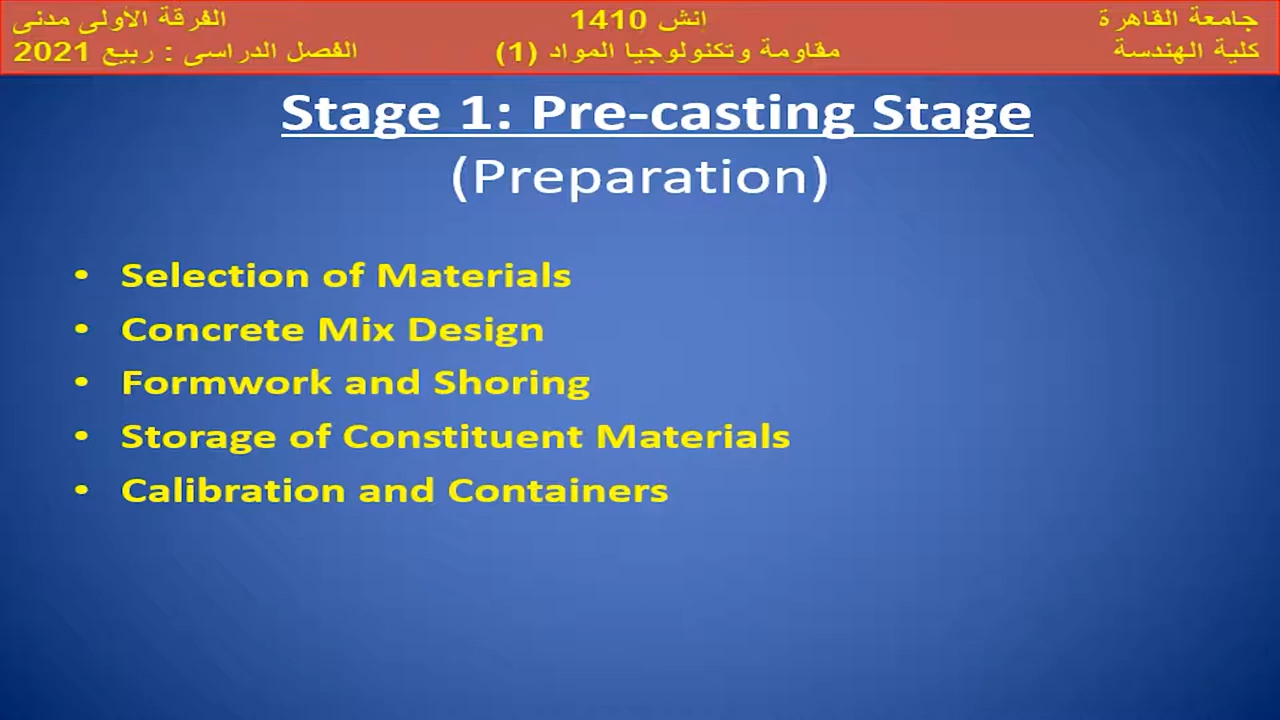 جامعة القاهرة
كلية الهندسة
انش 1410
مقاومة وتكنولوجيا المواد (1)
الفرقة الأولى مدنى
الفصل الدراسى : ربيع 2021
Stage 1: Pre-casting Stage
(Preparation)
• Selection of Materials
• Concrete Mix Design
• Formwork and Shoring
• Storage of Constituent Materials
• Calibration and Containers